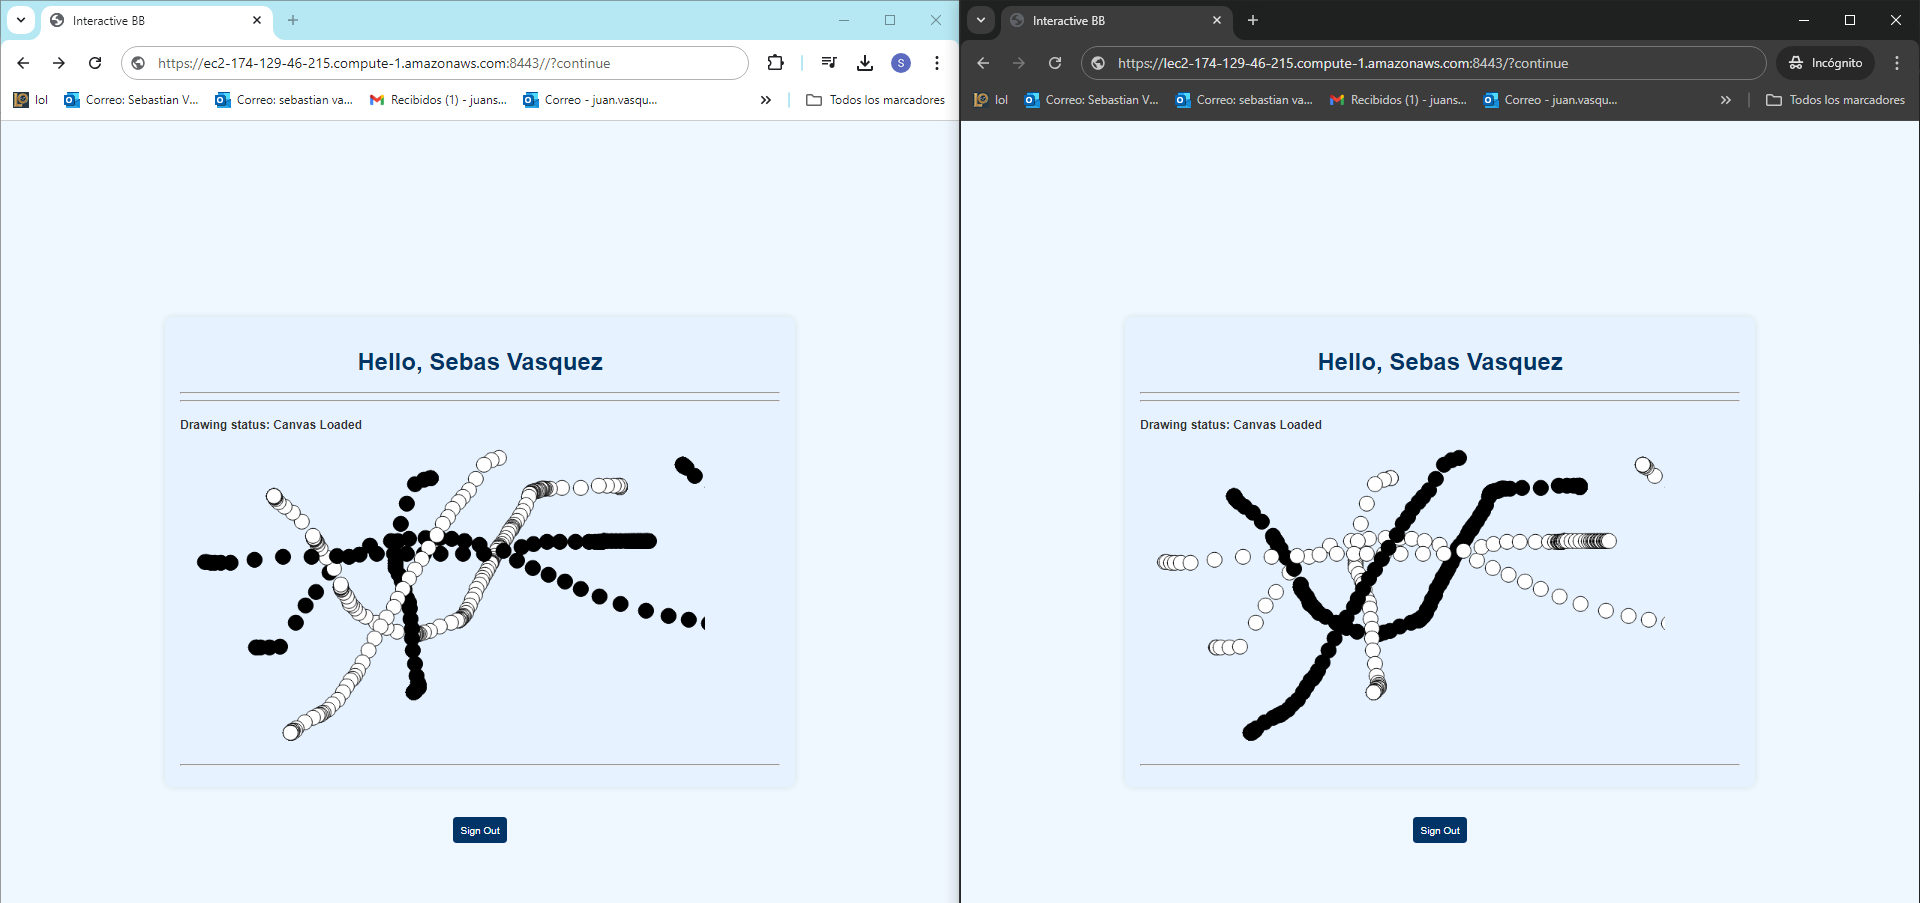 Interactive BB
https://ec2-174-129-46-215.compute-1.amazonaws.com:8443//?continue
S
lol
Correo: Sebastian V...
Correo: sebastian va...
Recibidos (1) - juans...
Correo - juan.vasqu...
Todos los marcadores
Hello, Sebas Vasquez
Drawing status: Canvas Loaded
Sign Out
Interactive BB
https://lec2-174-129-46-215.compute-1.amazonaws.com:8443/?continue
Incógnito
lol
Correo: Sebastian V...
Correo: sebastian va...
Recibidos (1) - juans...
Correo - juan.vasqu...
Todos los marcadores
Hello, Sebas Vasquez
Drawing status: Canvas Loaded
Sign Out